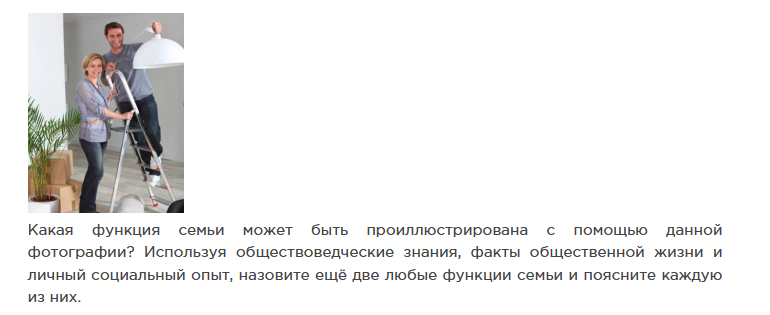 Какая функция семьи может быть проиллюстрирована с помощью данной
фотографии? Используя обществоведческие знания, факты общественной жизни и
личный социальный опыт, назовите ещё две любые функции семьи и поясните каждую
из них.